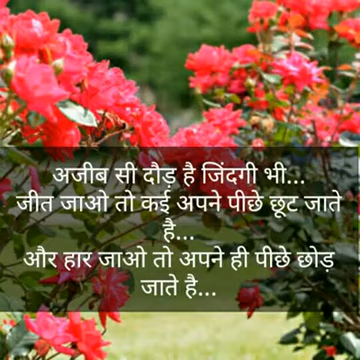 अजीब सी दौड़ है जिंदगी भी...
जीत जाओ तो कई अपने पीछे छूट जाते
है...
और हार जाओ तो अपने ही पीछे छोड़
जाते है...